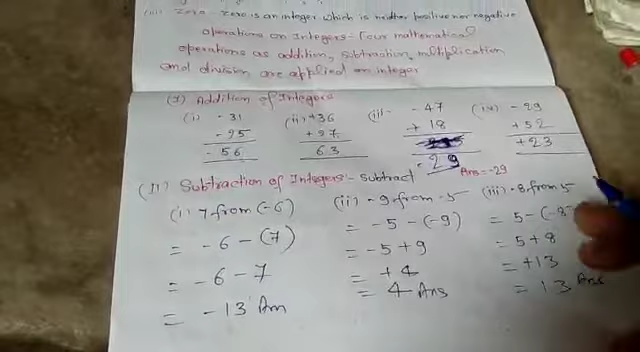 (iii) Zero - Zero is an integer which is neither positive nor negative
operations on Integers - Four mathematical
operations as addition, subtraction, multiplication
and division are applied on integer
(I) Addition of Integers
(i) - 31 (ii) +36 (iii) - 47 (iv) - 29
- 25 + 27 + 18 + 52
- 56 63 - 29 + 23
Ans = - 29
(II) Subtraction of Integers - Subtract
(i) 7 from (-6) (ii) - 9 from - 5 (iii) - 8 from 5
= - 6 - (7) = - 5 - (-9) = 5 - (-8)
= - 6 - 7 = - 5 + 9 = 5 + 8
= - 13 Ans = + 4 = + 13
= 4 Ans = 13 Ans